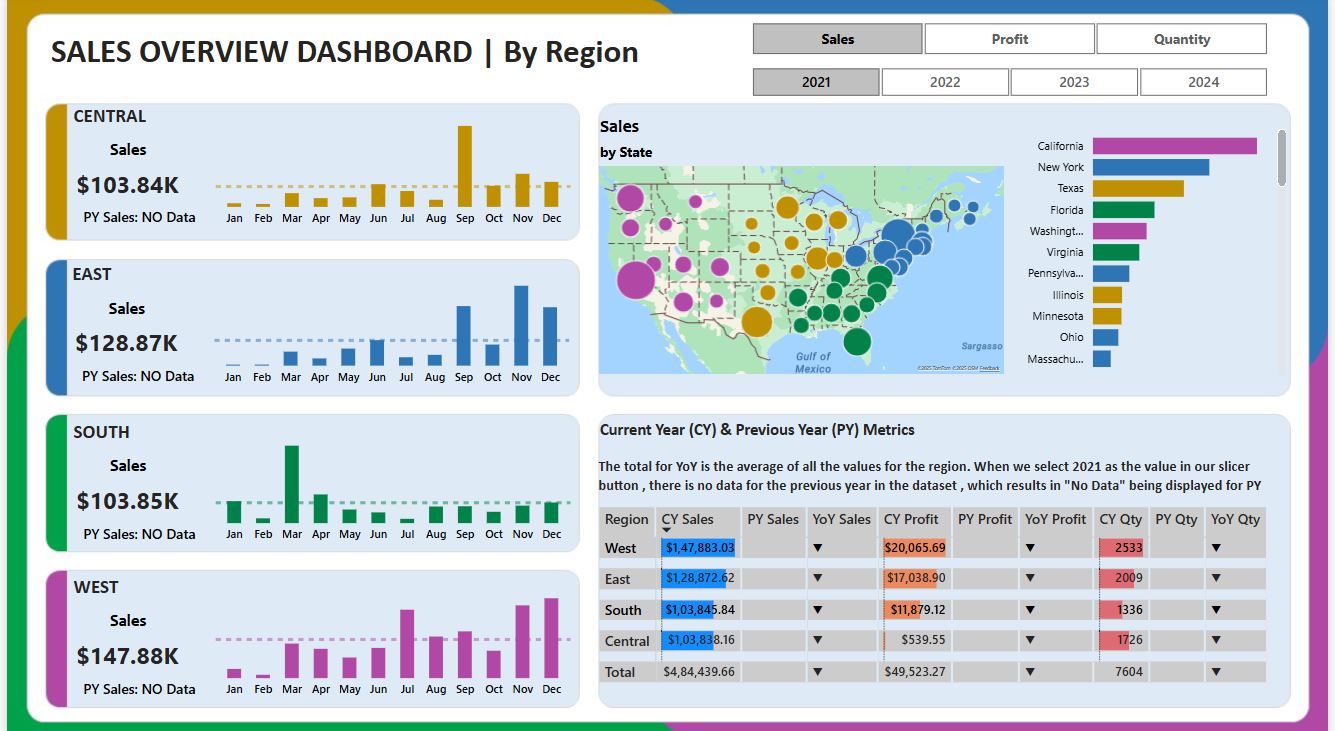 SALES OVERVIEW DASHBOARD | By Region
Sales Profit Quantity
2021 2022 2023 2024
CENTRAL
Sales
$103.84K
PY Sales: NO Data
Jan Feb Mar Apr May Jun Jul Aug Sep Oct Nov Dec
EAST
Sales
$128.87K
PY Sales: NO Data
Jan Feb Mar Apr May Jun Jul Aug Sep Oct Nov Dec
SOUTH
Sales
$103.85K
PY Sales: NO Data
Jan Feb Mar Apr May Jun Jul Aug Sep Oct Nov Dec
WEST
Sales
$147.88K
PY Sales: NO Data
Jan Feb Mar Apr May Jun Jul Aug Sep Oct Nov Dec
Sales
by State
Gulf of
Mexico
Sargasso
©2025 TomTom ©2025 OSM Feedback
California
New York
Texas
Florida
Washingt...
Virginia
Pennsylva...
Illinois
Minnesota
Ohio
Massachu...
Current Year (CY) & Previous Year (PY) Metrics
The total for YoY is the average of all the values for the region. When we select 2021 as the value in our slicer
button , there is no data for the previous year in the dataset , which results in "No Data" being displayed for PY
Region CY Sales PY Sales YoY Sales CY Profit PY Profit YoY Profit CY Qty PY Qty YoY Qty
West $1,47,883.03 ▼ $20,065.69 ▼ 2533 ▼
East $1,28,872.62 ▼ $17,038.90 ▼ 2009 ▼
South $1,03,845.84 ▼ $11,879.12 ▼ 1336 ▼
Central $1,03,838.16 ▼ $539.55 ▼ 1726 ▼
Total $4,84,439.66 ▼ $49,523.27 ▼ 7604 ▼